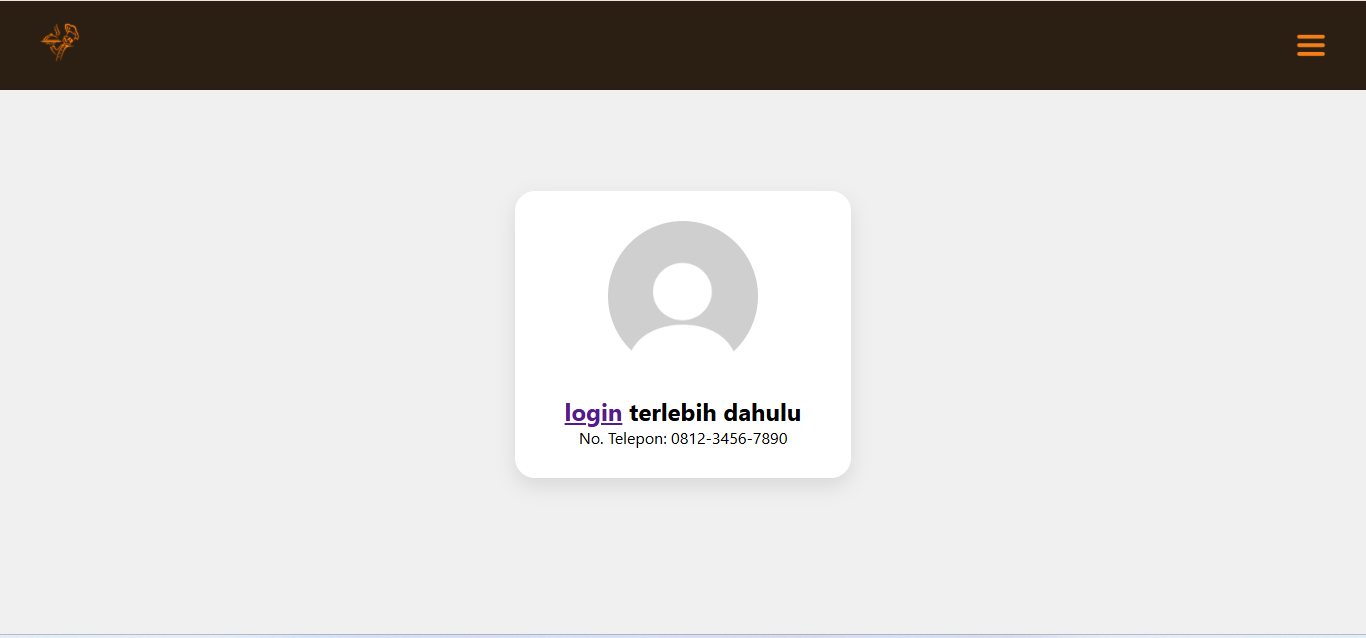 login terlebih dahulu
No. Telepon: 0812-3456-7890